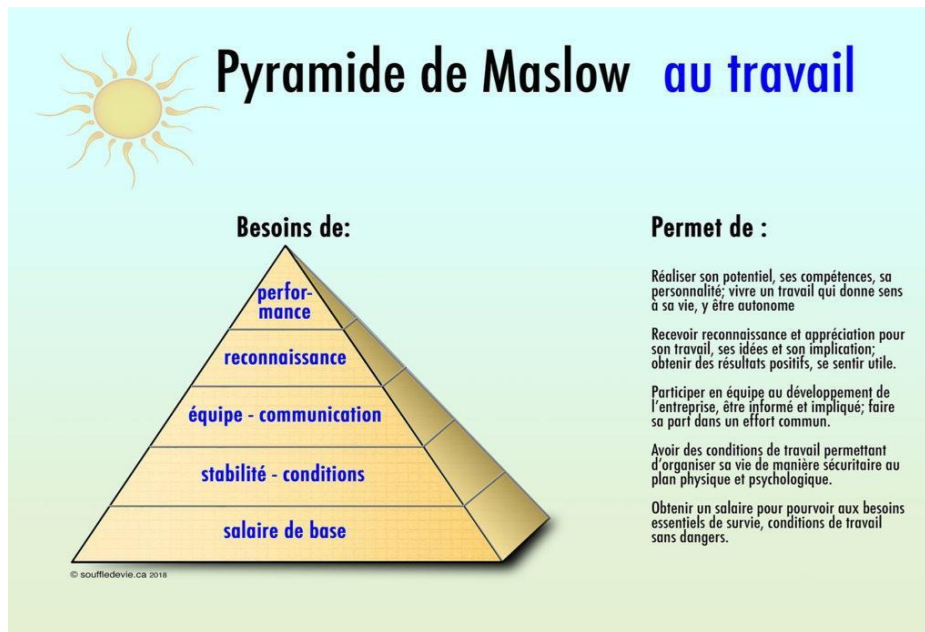 Pyramide de Maslow au travail
Besoins de:
perfor-
mance
reconnaissance
équipe - communication
stabilité - conditions
salaire de base
© souffledevie.ca 2018
Permet de :
Réaliser son potentiel, ses compétences, sa
personnalité; vivre un travail qui donne sens
à sa vie, y être autonome
Recevoir reconnaissance et appréciation pour
son travail, ses idées et son implication;
obtenir des résultats positifs, se sentir utile.
Participer en équipe au développement de
l'entreprise, être informé et impliqué; faire
sa part dans un effort commun.
Avoir des conditions de travail permettant
d'organiser sa vie de manière sécuritaire au
plan physique et psychologique.
Obtenir un salaire pour pourvoir aux besoins
essentiels de survie, conditions de travail
sans dangers.